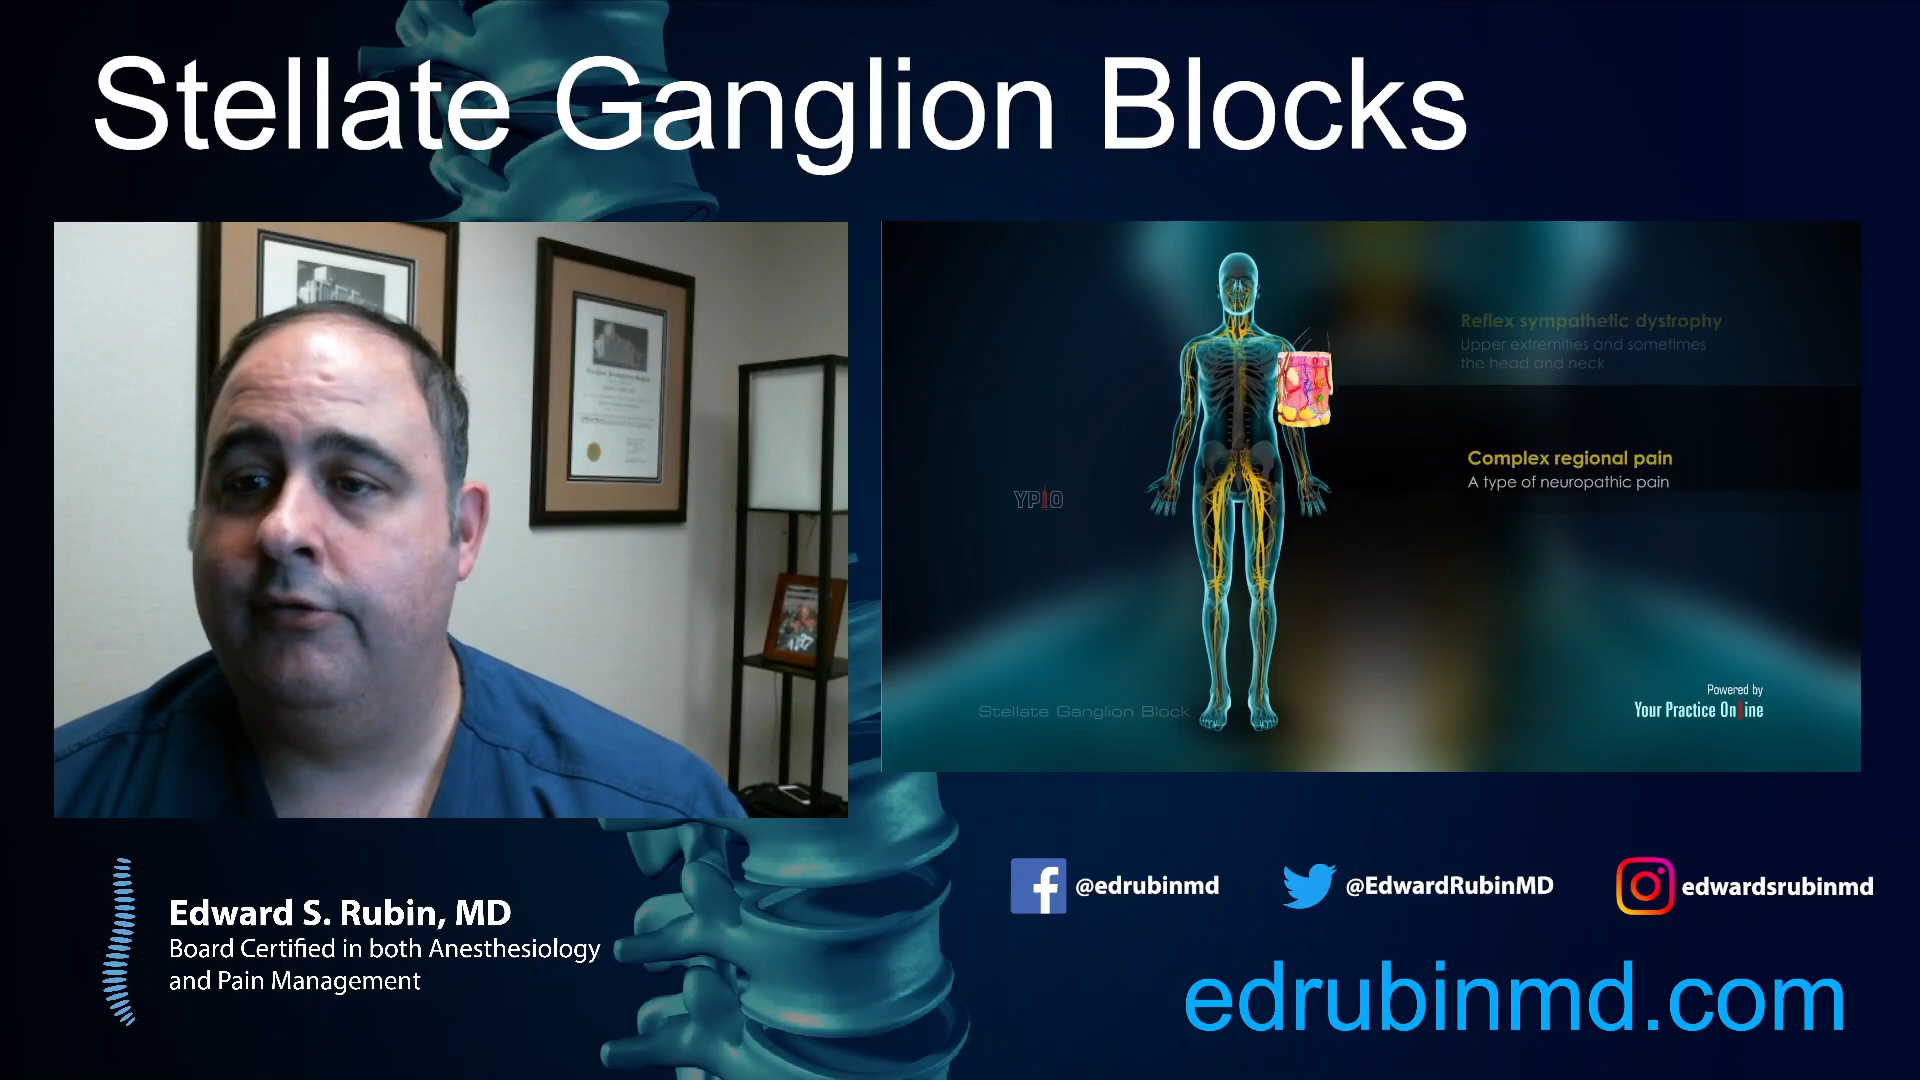 Stellate Ganglion Blocks
Reflex sympathetic dystrophy
Upper extremities and sometimes
the head and neck
Complex regional pain
A type of neuropathic pain
YPO
Stellate Ganglion Block
Powered by
Your Practice Online
Edward S. Rubin, MD
Board Certified in both Anesthesiology
and Pain Management
@edrubinmd
@EdwardRubinMD
edwardsrubinmd
edrubinmd.com